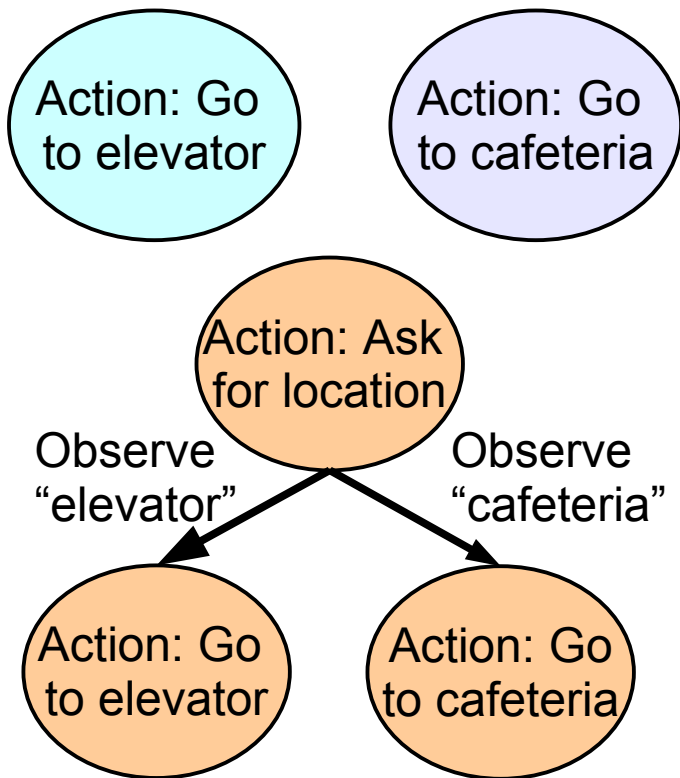 Action: Go
to elevator
Action: Go
to cafeteria
Action: Ask
for location
Observe
“elevator”
Observe
“cafeteria”
Action: Go
to elevator
Action: Go
to cafeteria